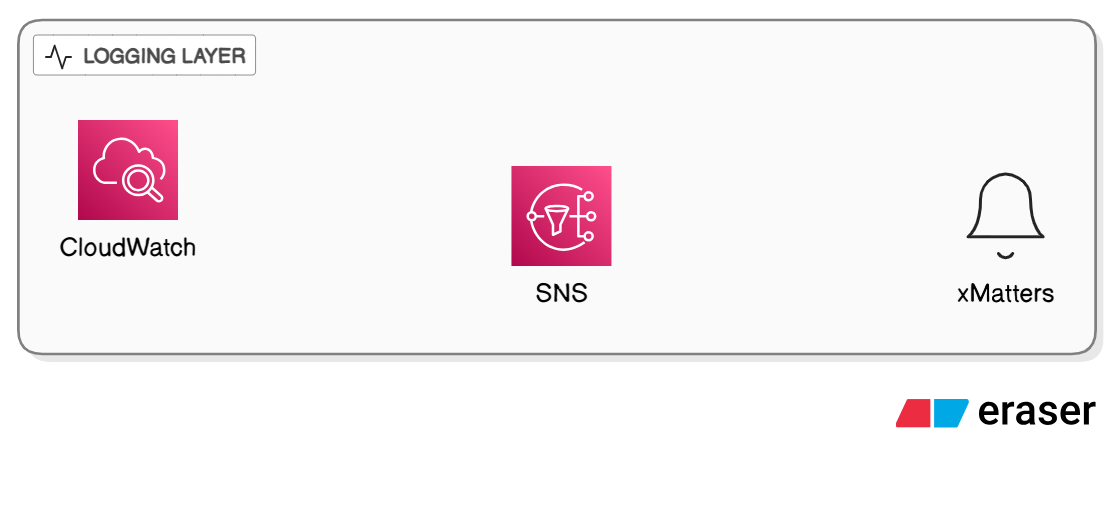 LOGGING LAYER
CloudWatch
SNS
xMatters
eraser